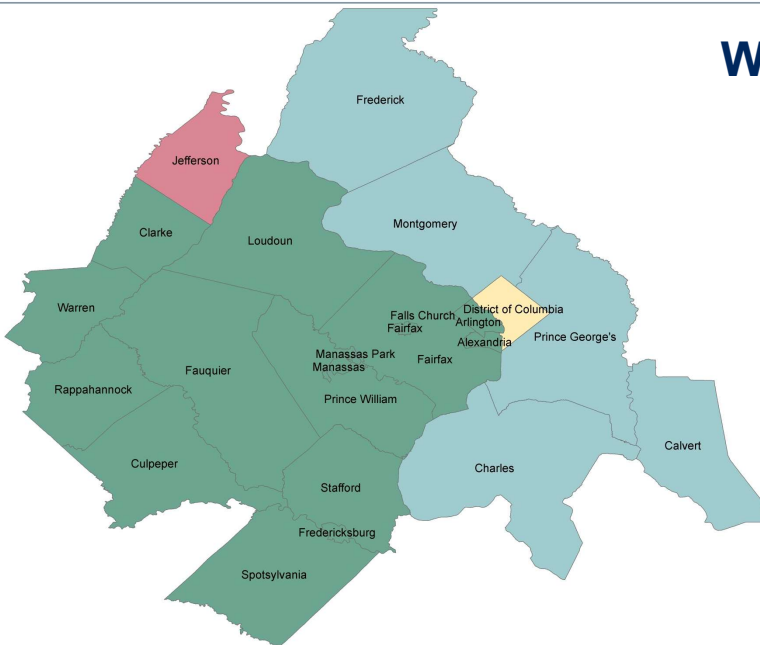 W
Frederick
Jefferson
Montgomery
Clarke
Loudoun
Warren
Falls Church
District of Columbia
Fairfax
Arlington
Prince George's
Alexandria
Manassas Park
Fairfax
Manassas
Fauquier
Rappahannock
Prince William
Calvert
Culpeper
Charles
Stafford
Fredericksburg
Spotsylvania